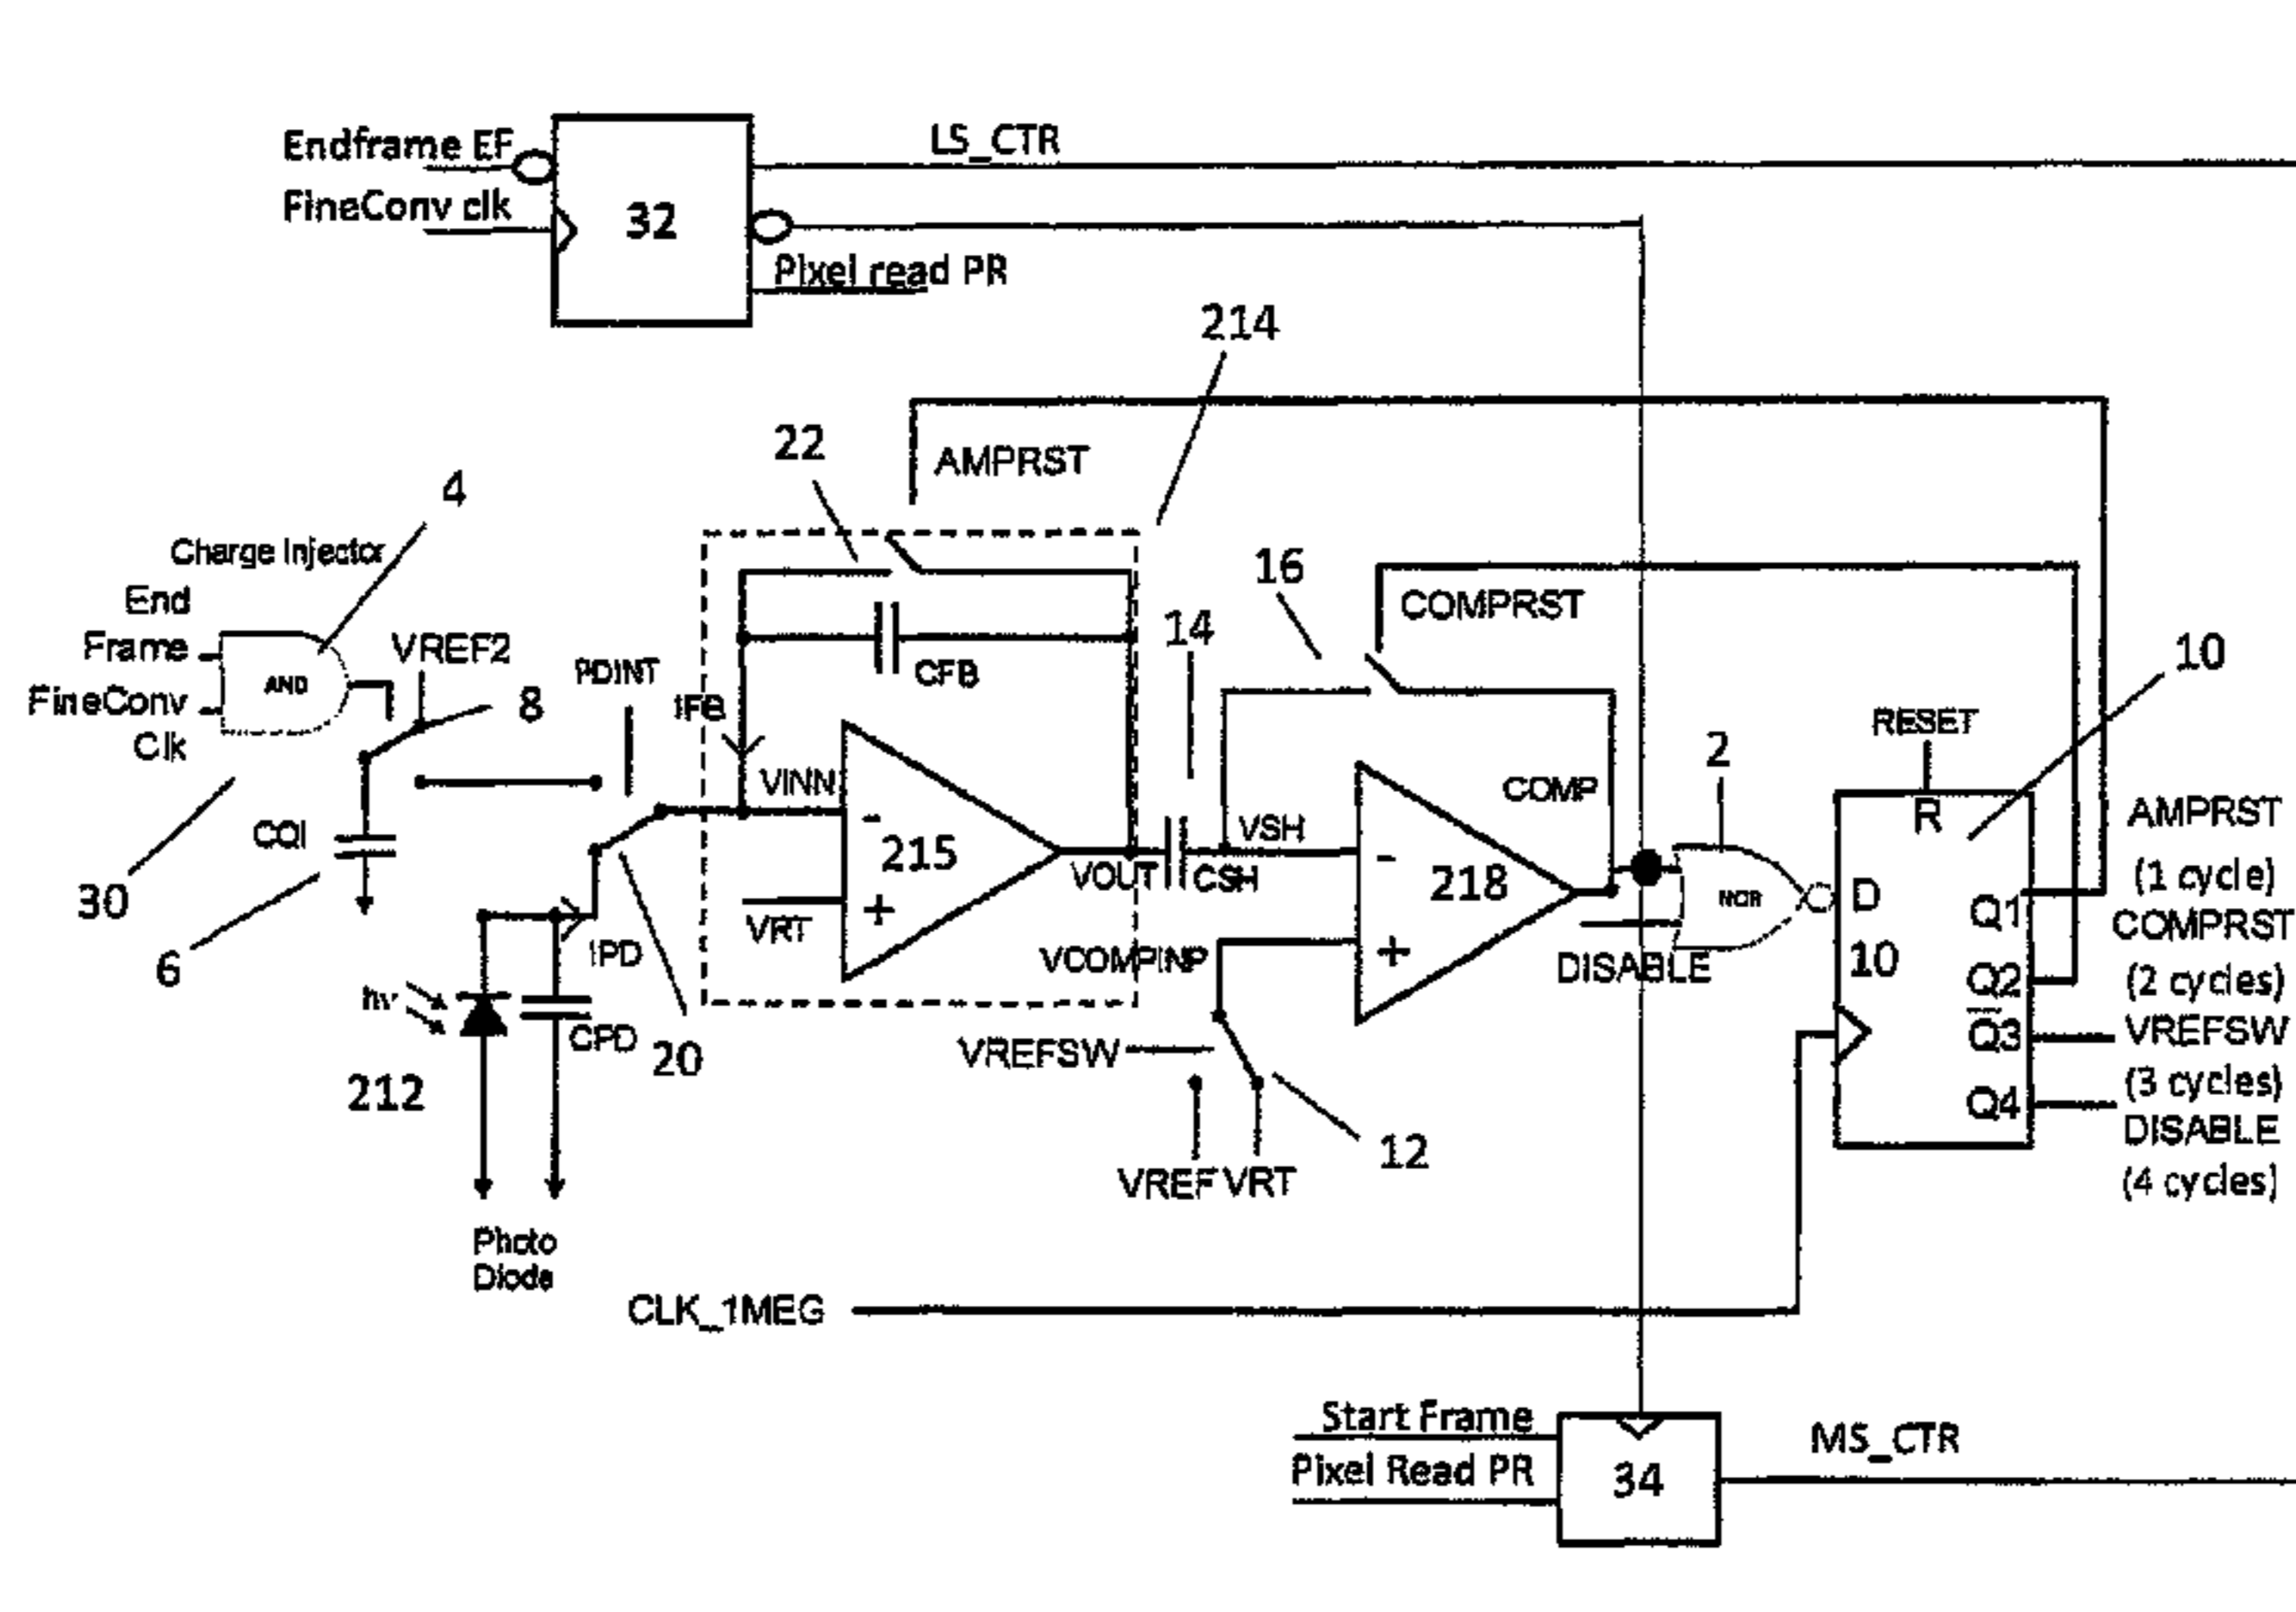 Endframe EF
LS_CTR
FineConv clk
32
Pixel read PR
214
22
AMPRST
4
Charge Injector
16
COMPRST
End
14
10
Frame
AND
VREF2
PDINT
CFB
FineConv
8
IFB
RESET
2
Clk
VINN
COMP
R
AMPRST
CQI
-
215
VSH
-
(1 cycle)
30
VOUT
CSH
218
NOR
D
Q1
COMPRST
VRT
+
6
IPD
VCOMPINP
+
DISABLE
10
Q2
(2 cycles)
hv
CPD
20
VREFSW
Q3
VREFSW
212
(3 cycles)
Q4
DISABLE
12
VREF
VRT
(4 cycles)
Photo
Diode
CLK_1MEG
Start Frame
MS_CTR
Pixel Read PR
34